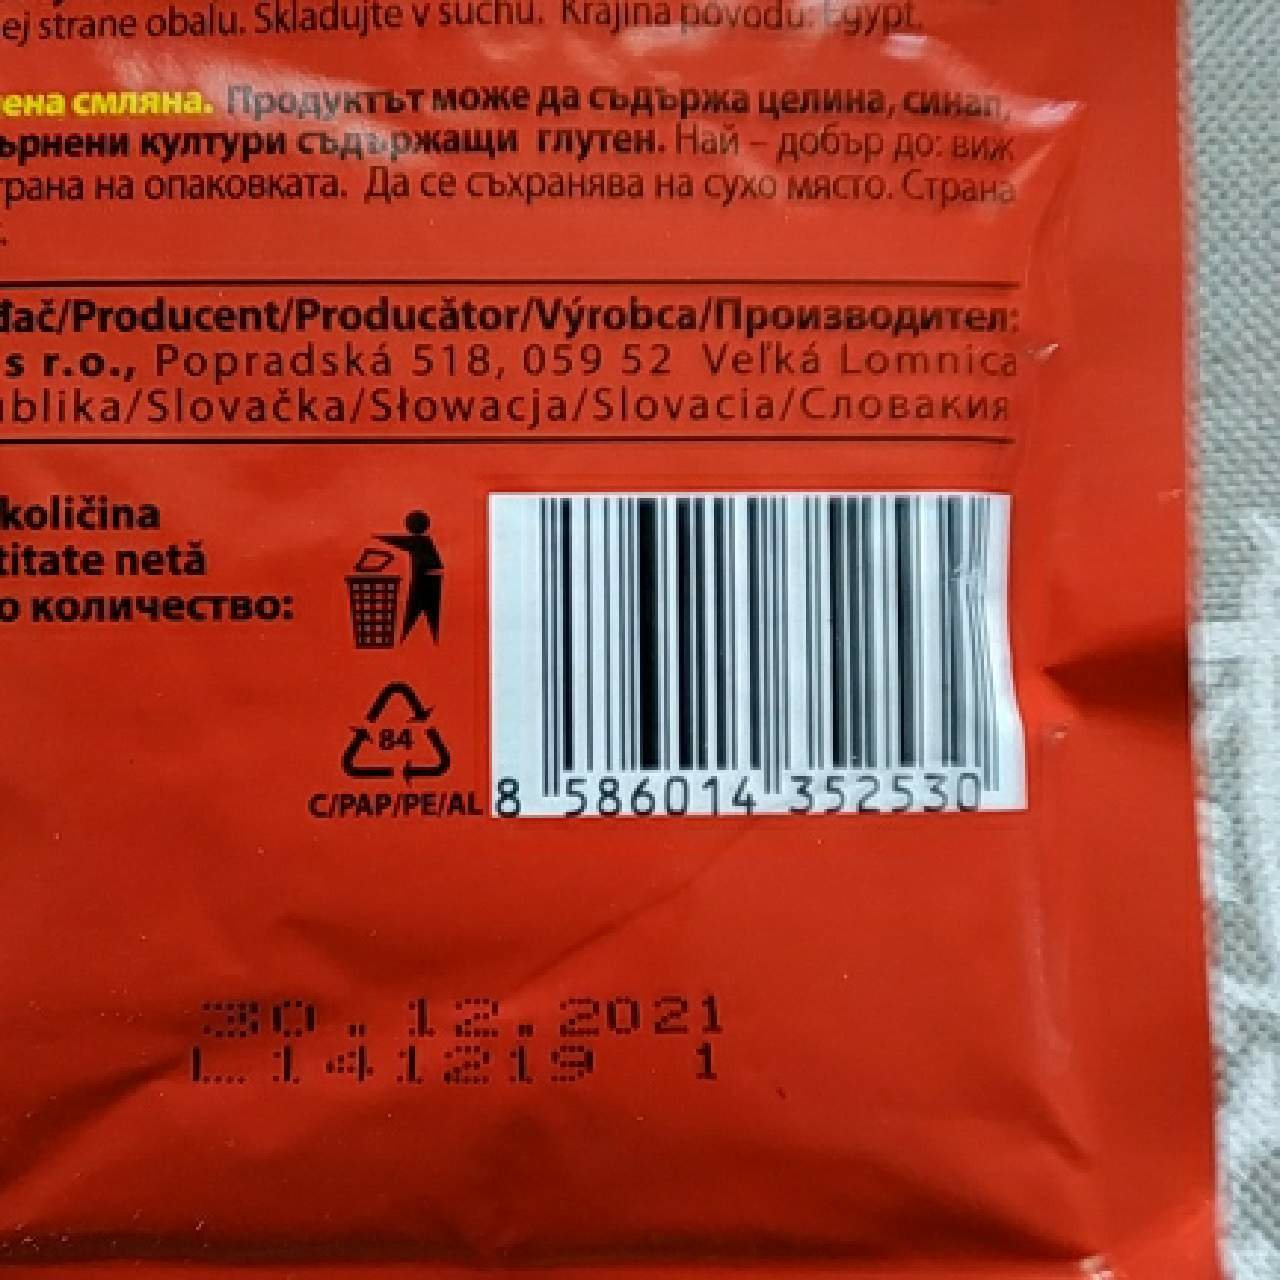 ej strane obalu. Skladujte v suchu. Krajina pôvodu: Egypt.
ена смляна. Продуктът може да съдържа целина, синап,
ърнени култури съдържащи глутен. Най – добър до: виж
трана на опаковката. Да се съхранява на сухо място. Страна
đač/Producent/Producător/Výrobca/Производител:
s r.o., Popradská 518, 059 52 Veľká Lomnica
ublika/Slovačka/Słowacja/Slovacia/Словакия
količina
titate netă
о количество:
84
C/PAP/PE/AL
8 586014 352530
30.12.2021
L141219 1